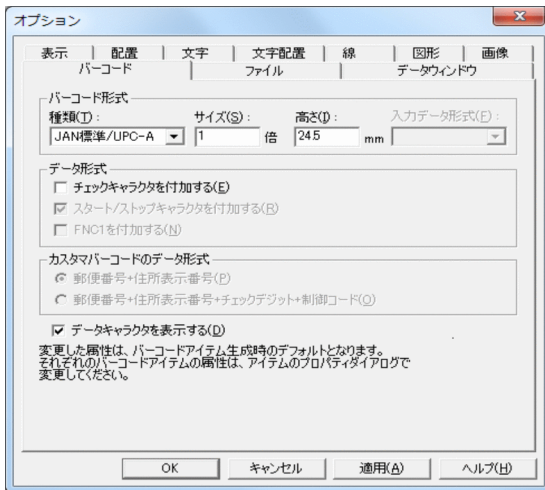 オプション
表示 配置 文字 文字配置 線 図形 画像
バーコード ファイル データウィンドウ
バーコード形式
種類(T): サイズ(S): 高さ(I): 入力データ形式(F):
JAN標準/UPC-A 1 倍 24.5 mm
データ形式
チェックキャラクタを付加する(E)
スタート/ストップキャラクタを付加する(R)
FNC1を付加する(N)
カスタマバーコードのデータ形式
郵便番号+住所表示番号(P)
郵便番号+住所表示番号+チェックデジット+制御コード(O)
データキャラクタを表示する(D)
変更した属性は、バーコードアイテム生成時のデフォルトとなります。
それぞれのバーコードアイテムの属性は、アイテムのプロパティダイアログで
変更してください。
OK キャンセル 適用(A) ヘルプ(H)